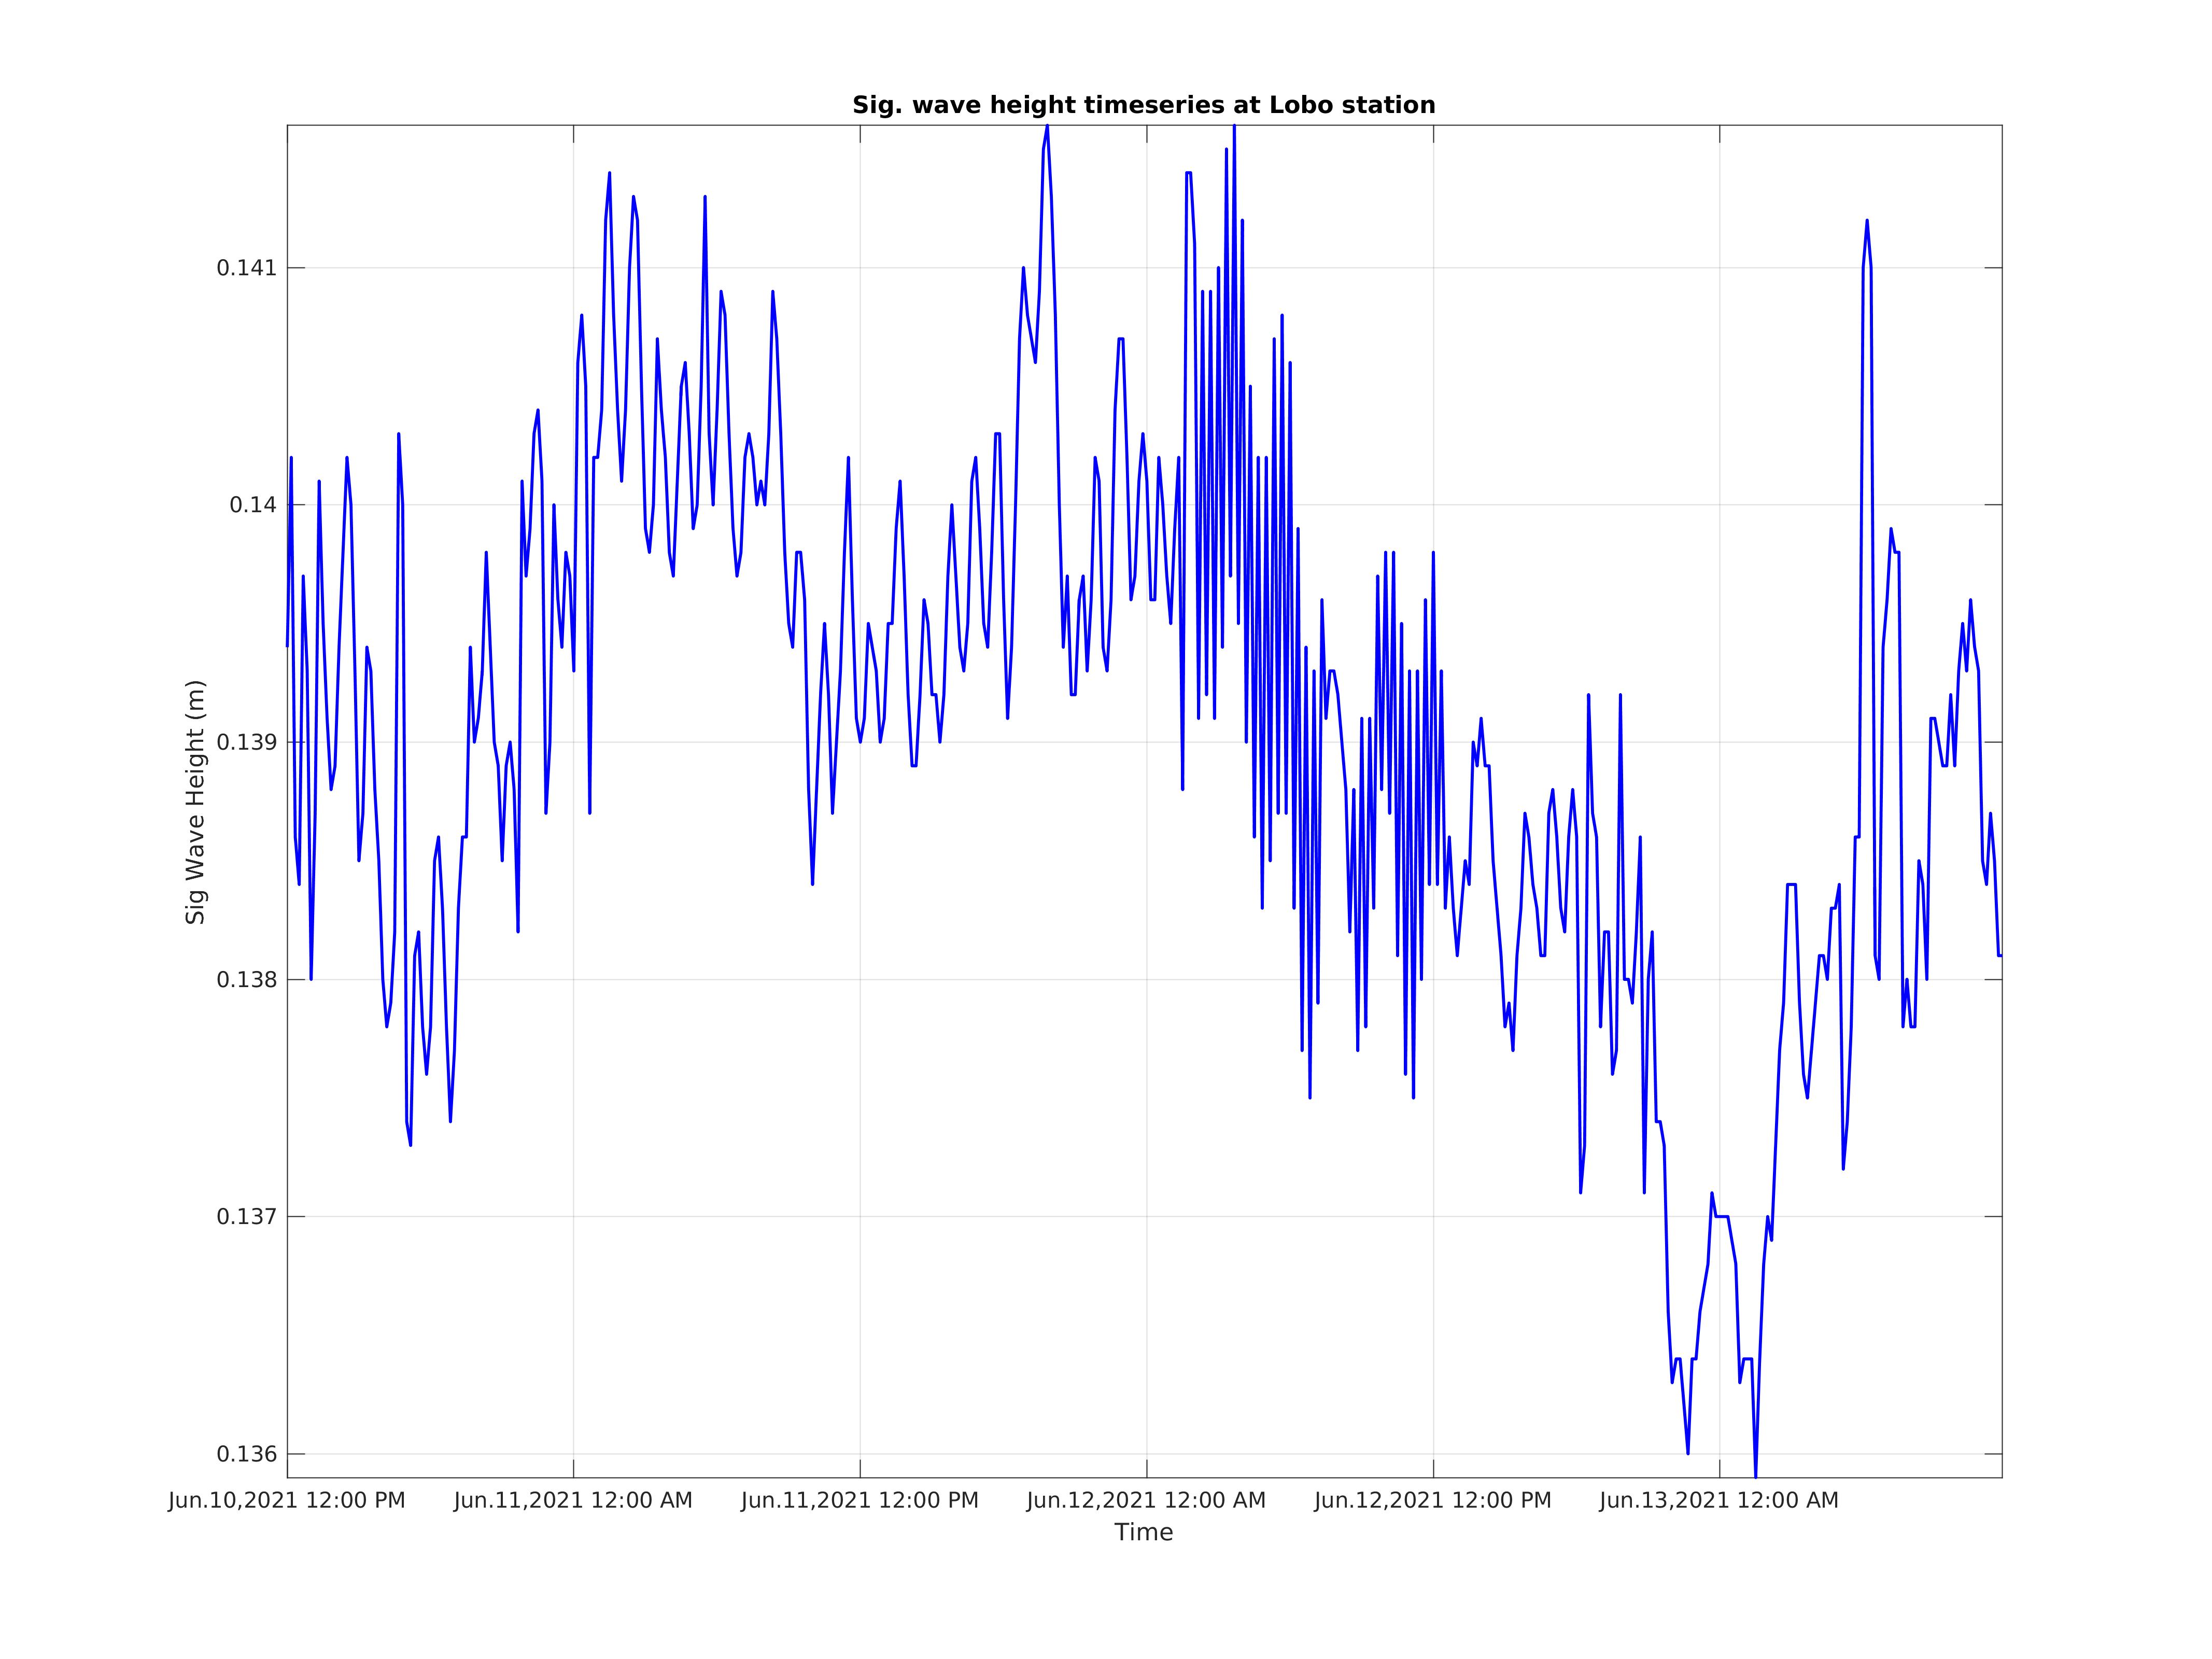 Sig. wave height timeseries at Lobo station
0.141
0.14
0.139
0.138
0.137
0.136
Sig Wave Height (m)
Jun.10,2021 12:00 PM Jun.11,2021 12:00 AM Jun.11,2021 12:00 PM Jun.12,2021 12:00 AM Jun.12,2021 12:00 PM Jun.13,2021 12:00 AM
Time